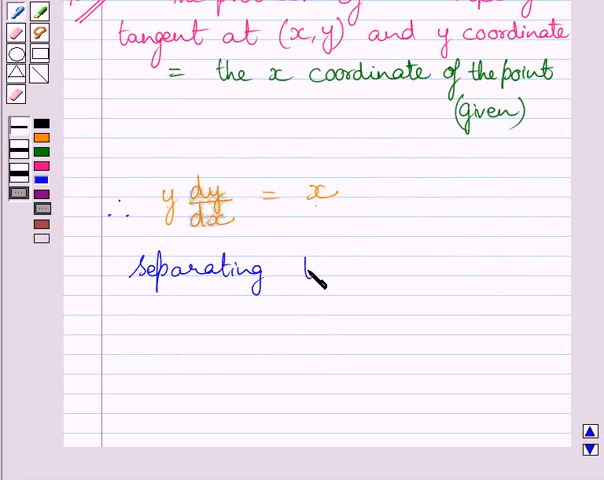 tangent at (x, y) and y coordinate
= the x coordinate of the point
(given)
∴ y dy/dx = x
separating